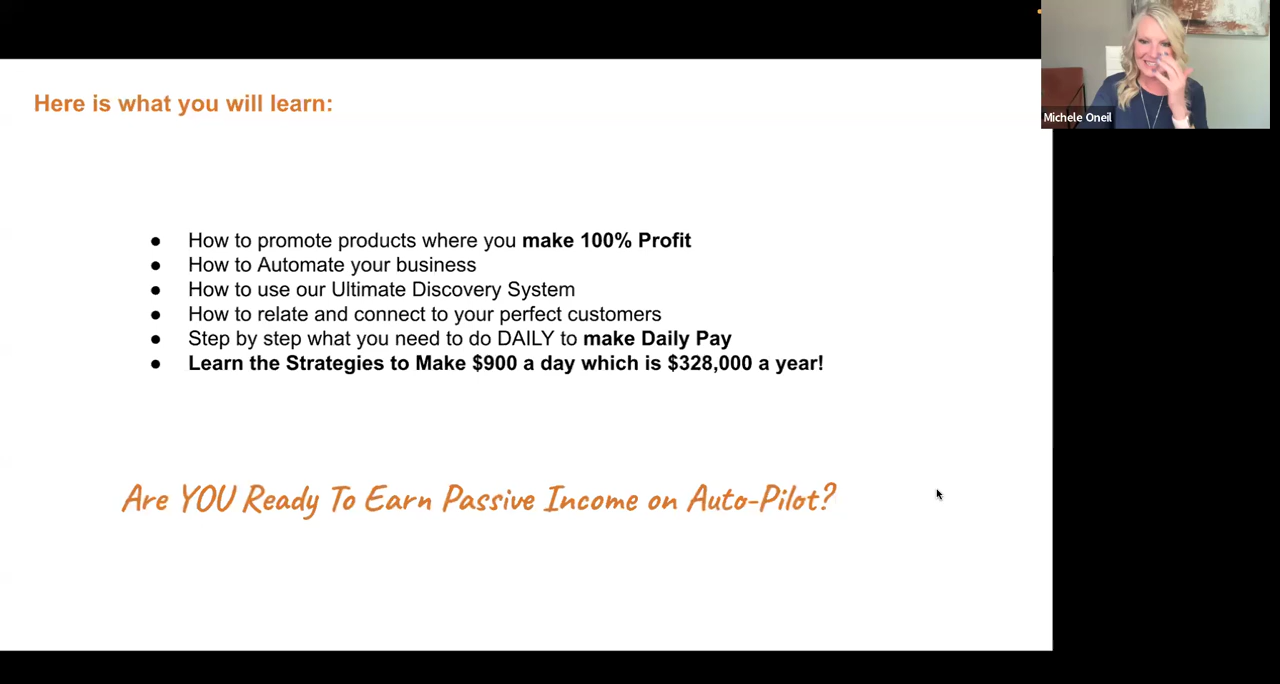 Here is what you will learn:
Michele Oneil
● How to promote products where you make 100% Profit
● How to Automate your business
● How to use our Ultimate Discovery System
● How to relate and connect to your perfect customers
● Step by step what you need to do DAILY to make Daily Pay
● Learn the Strategies to Make $900 a day which is $328,000 a year!
Are YOU Ready To Earn Passive Income on Auto-Pilot?